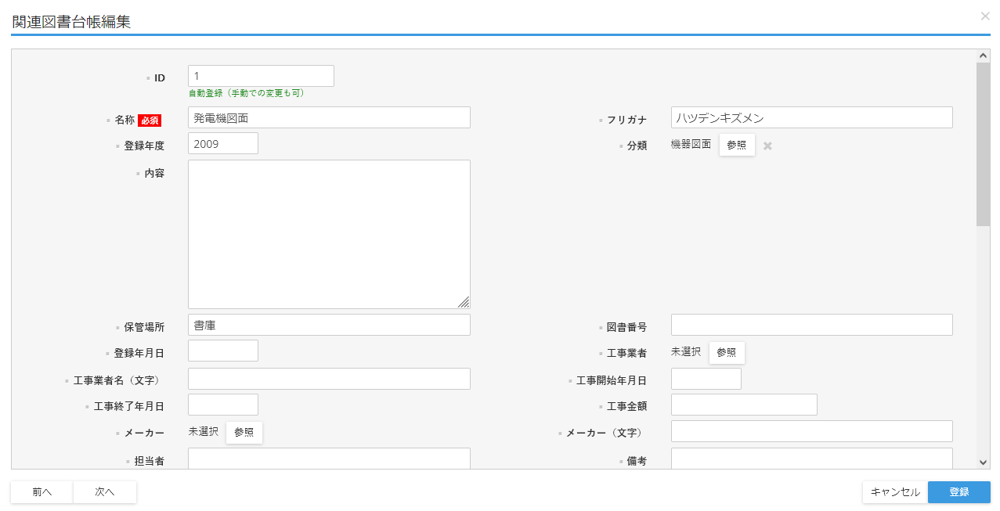 関連図書台帳編集
ID 1
自動登録（手動での変更も可）
名称 必須 発電機図面 フリガナ ハツデンキズメン
登録年度 2009 分類 機器図面 参照
内容
保管場所 書庫 図書番号
登録年月日 工事業者 未選択 参照
工事業者名（文字） 工事開始年月日
工事終了年月日 工事金額
メーカー 未選択 参照 メーカー（文字）
担当者 備考
前へ 次へ キャンセル 登録